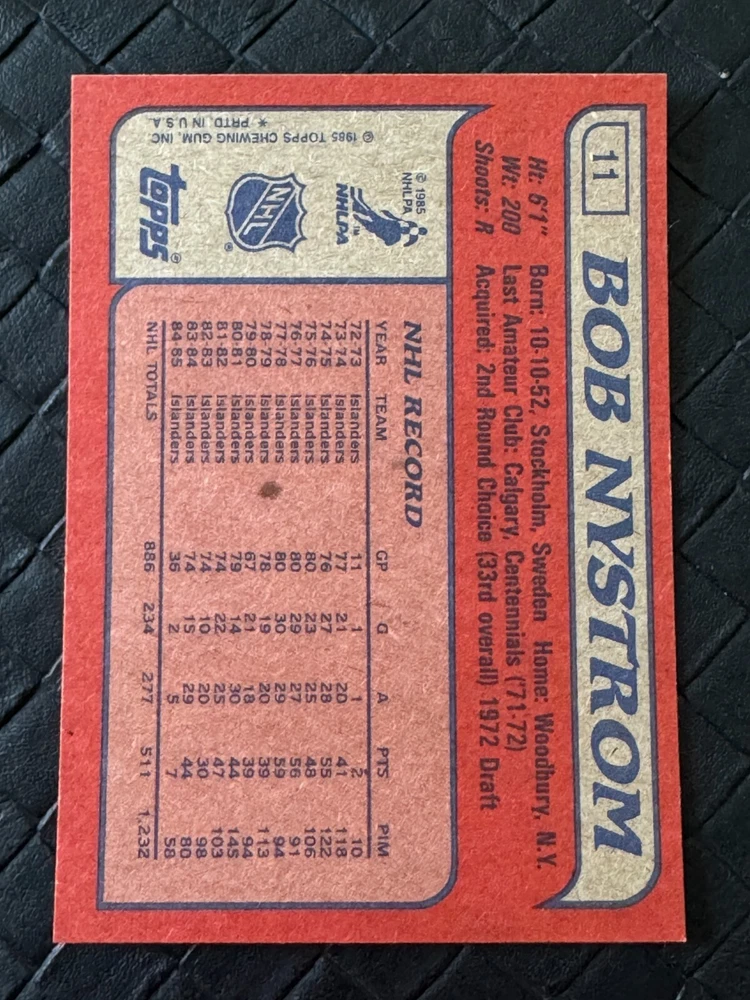 11 BOB NYSTROM
Ht: 6'1" Born: 10-10-52, Stockholm, Sweden Home: Woodbury, N.Y.
Wt: 200 Last Amateur Club: Calgary, Centennials ('71-72)
Shoots: R Acquired: 2nd Round Choice (33rd overall) 1972 Draft
© 1985
NHLPA
NHLPA
TM
NHL
®
topps®
© 1985 TOPPS CHEWING GUM, INC
* PRTD. IN U.S.A.
NHL RECORD
YEAR TEAM GP G A PTS PIM
72-73 Islanders 11 1 1 2 10
73-74 Islanders 77 21 20 41 118
74-75 Islanders 76 27 28 55 122
75-76 Islanders 80 23 25 48 106
76-77 Islanders 80 29 27 56 91
77-78 Islanders 80 30 29 59 94
78-79 Islanders 78 19 20 39 113
79-80 Islanders 67 21 18 39 94
80-81 Islanders 79 14 30 44 145
81-82 Islanders 74 22 25 47 103
82-83 Islanders 74 10 20 30 98
83-84 Islanders 74 15 29 44 80
84-85 Islanders 36 2 5 7 58
NHL TOTALS 886 234 277 511 1,232